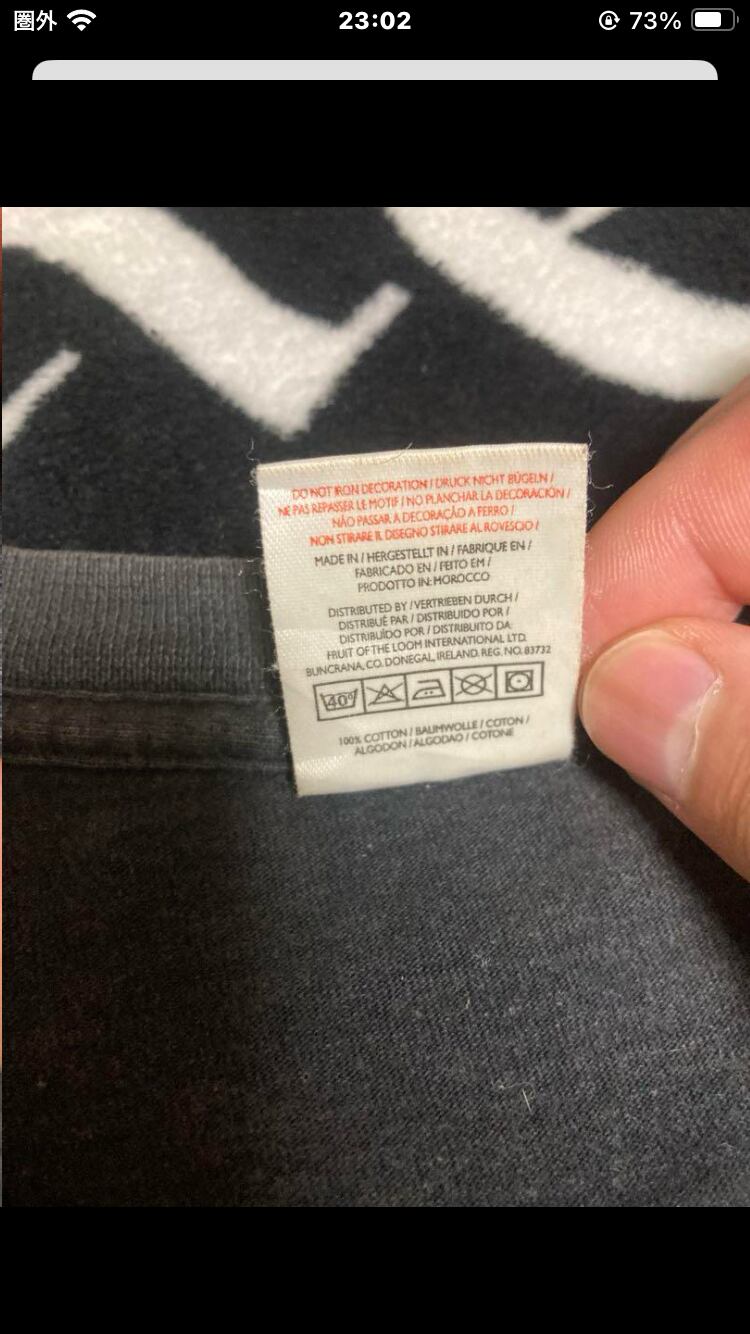 圏外
23:02
73%
DO NOT IRON DECORATION / DRUCK NICHT BÜGELN /
NE PAS REPASSER LE MOTIF / NO PLANCHAR LA DECORACIÓN /
NÃO PASSAR A DECORAÇÃO A FERRO /
NON STIRARE IL DISEGNO STIRARE AL ROVESCIO /
MADE IN / HERGESTELLT IN / FABRIQUE EN /
FABRICADO EN / FEITO EM /
PRODOTTO IN: MOROCCO
DISTRIBUTED BY / VERTRIEBEN DURCH /
DISTRIBUÉ PAR / DISTRIBUIDO POR /
DISTRIBUÍDO POR / DISTRIBUITO DA:
FRUIT OF THE LOOM INTERNATIONAL LTD.
BUNCRANA, CO. DONEGAL, IRELAND. REG. NO. 83732
40°
100% COTTON / BAUMWOLLE / COTON /
ALGODON / ALGODAO / COTONE